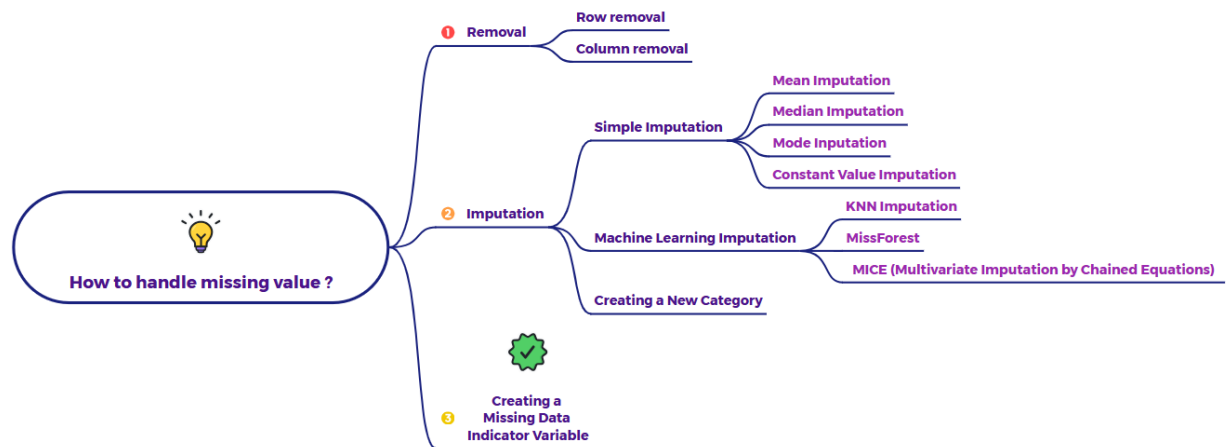 How to handle missing value ?
1 Removal
Row removal
Column removal
2 Imputation
Simple Imputation
Mean Imputation
Median Imputation
Mode Inputation
Constant Value Imputation
Machine Learning Imputation
KNN Imputation
MissForest
MICE (Multivariate Imputation by Chained Equations)
Creating a New Category
3 Creating a
Missing Data
Indicator Variable